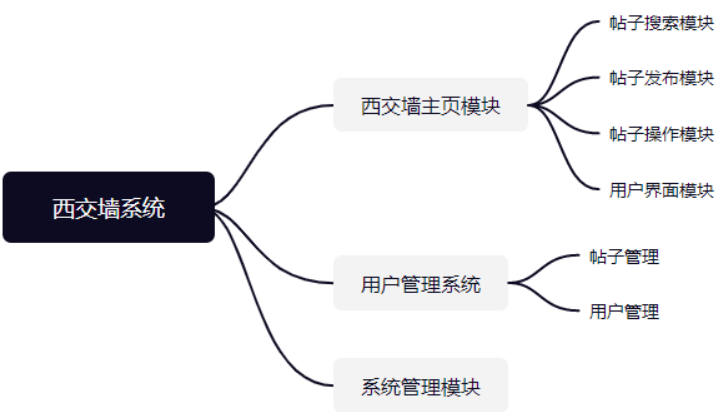 西交墙系统
西交墙主页模块
帖子搜索模块
帖子发布模块
帖子操作模块
用户界面模块
用户管理系统
帖子管理
用户管理
系统管理模块